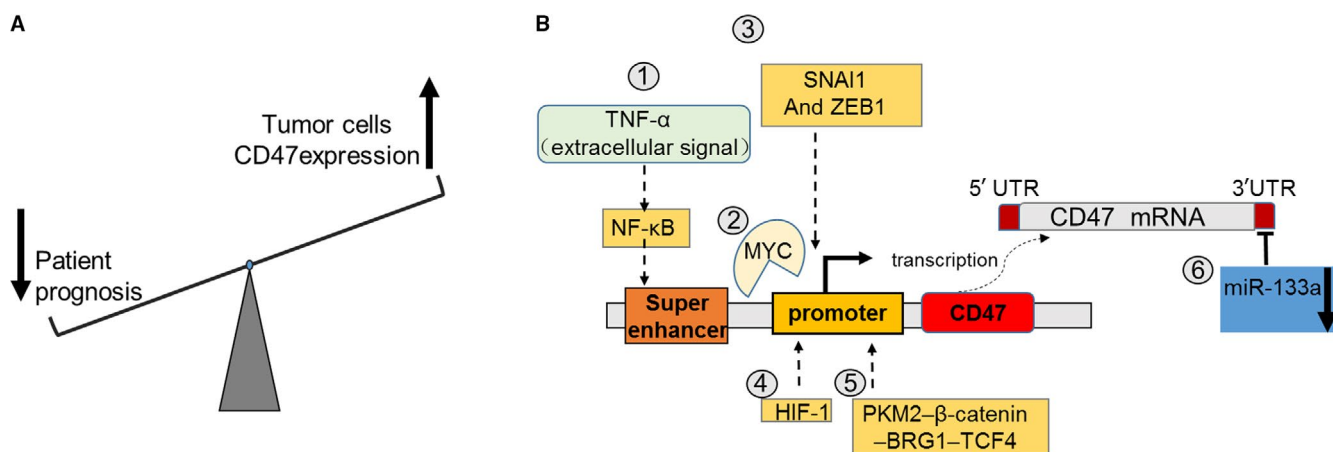 A
Tumor cells
CD47expression
Patient
prognosis
B
①
TNF-α
（extracellular signal）
NF-κB
②
MYC
③
SNAI1
And ZEB1
5′ UTR
3′UTR
CD47 mRNA
transcription
Super
enhancer
promoter
CD47
④
HIF-1
⑤
PKM2–β-catenin
–BRG1–TCF4
⑥
miR-133a